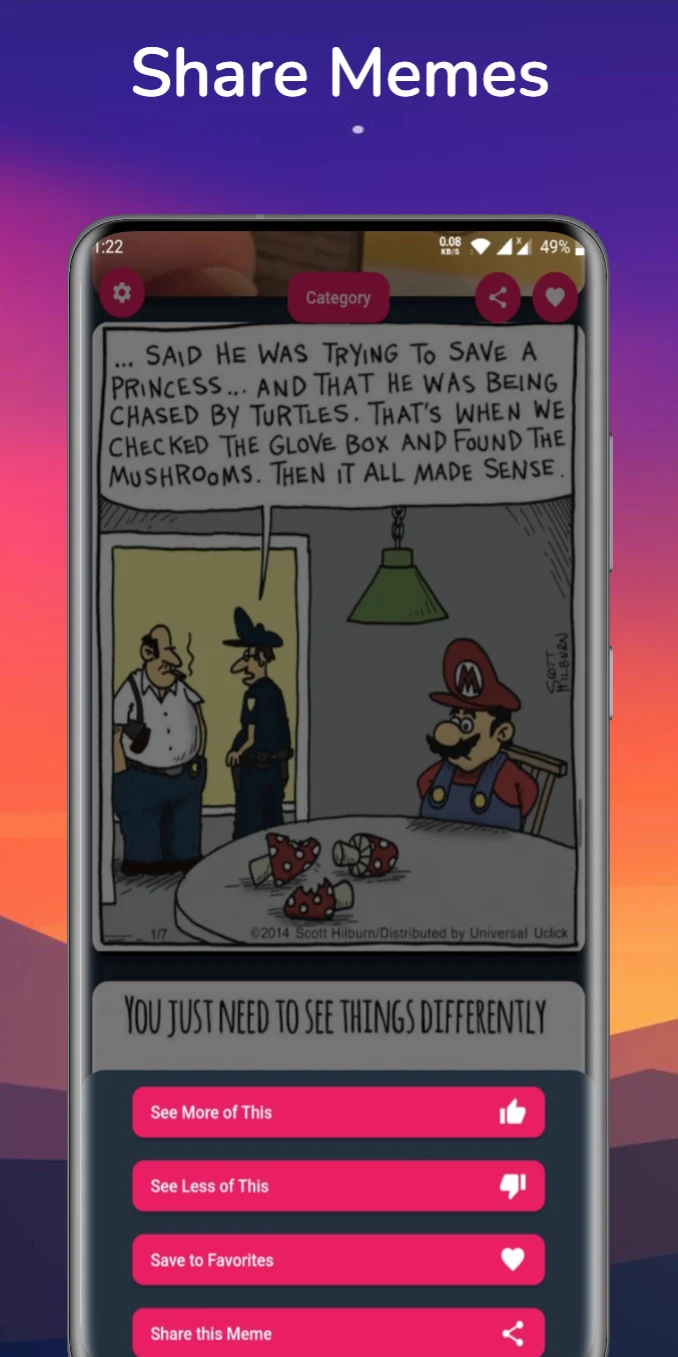 Share Memes
1:22
0.08
KB/S
X
49%
Category
... SAID HE WAS TRYING TO SAVE A
PRINCESS... AND THAT HE WAS BEING
CHASED BY TURTLES. THAT'S WHEN WE
CHECKED THE GLOVE BOX AND FOUND THE
MUSHROOMS. THEN IT ALL MADE SENSE.
SCOTT
HILBURN
M
1/7
©2014 Scott Hilburn/Distributed by Universal Uclick
YOU JUST NEED TO SEE THINGS DIFFERENTLY
See More of This
See Less of This
Save to Favorites
Share this Meme